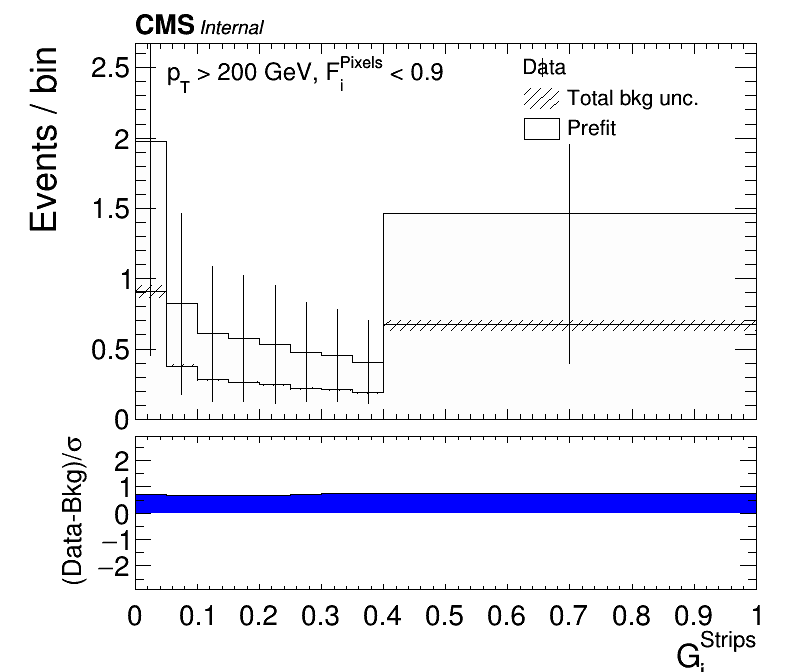 CMS Internal
p_T > 200 GeV, F_i^Pixels < 0.9
Data
Total bkg unc.
Prefit
Events / bin
2.5
2
1.5
1
0.5
0
(Data-Bkg)/σ
2
1
0
−1
−2
0 0.1 0.2 0.3 0.4 0.5 0.6 0.7 0.8 0.9 1
G_i^Strips